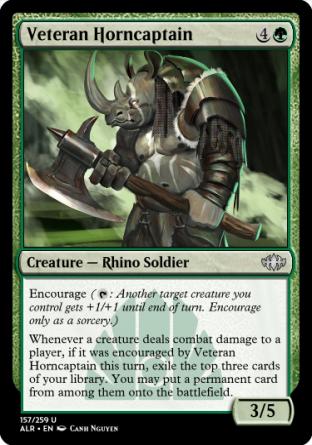 Veteran Horncaptain 4
Creature — Rhino Soldier
Encourage ( : Another target creature you
control gets +1/+1 until end of turn. Encourage
only as a sorcery.)
Whenever a creature deals combat damage to a
player, if it was encouraged by Veteran
Horncaptain this turn, exile the top three cards
of your library. You may put a permanent card
from among them onto the battlefield.
3/5
157/259 U
ALR • EN Canh Nguyen